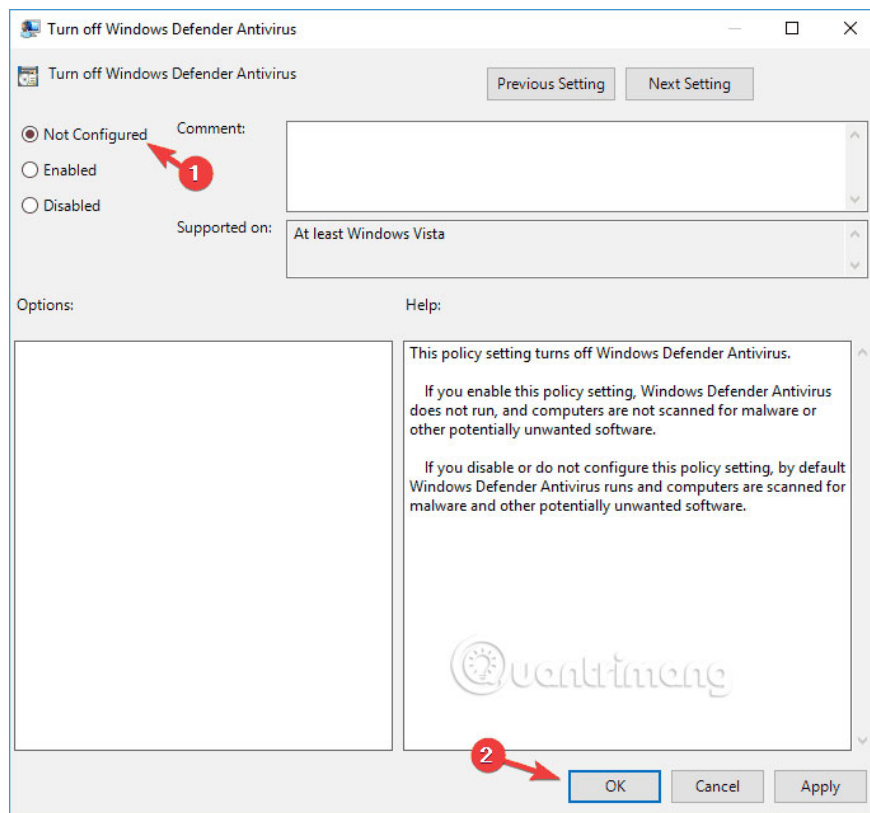 Turn off Windows Defender Antivirus
Turn off Windows Defender Antivirus
Previous Setting
Next Setting
Not Configured
Comment:
1
Enabled
Disabled
Supported on:
At least Windows Vista
Options:
Help:
This policy setting turns off Windows Defender Antivirus.
If you enable this policy setting, Windows Defender Antivirus
does not run, and computers are not scanned for malware or
other potentially unwanted software.
If you disable or do not configure this policy setting, by default
Windows Defender Antivirus runs and computers are scanned for
malware and other potentially unwanted software.
Quantrimang
2
OK
Cancel
Apply